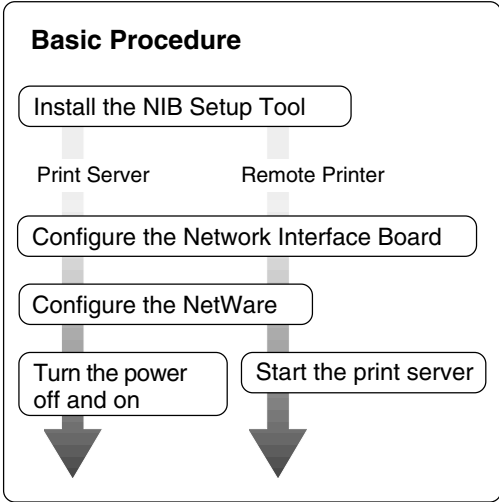 Basic Procedure
Install the NIB Setup Tool
Print Server
Remote Printer
Configure the Network Interface Board
Configure the NetWare
Turn the power
off and on
Start the print server